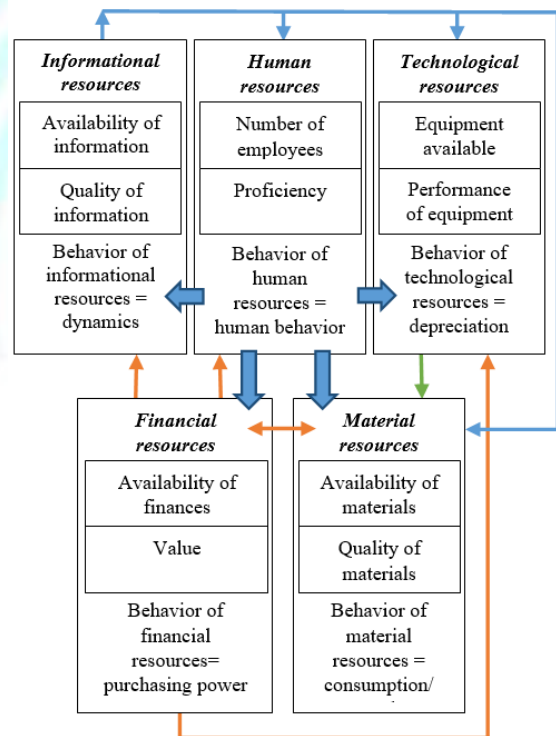 Informational
resources
Availability of
information
Quality of
information
Behavior of
informational
resources =
dynamics
Human
resources
Number of
employees
Proficiency
Behavior of
human
resources =
human behavior
Technological
resources
Equipment
available
Performance
of equipment
Behavior of
technological
resources =
depreciation
Financial
resources
Availability of
finances
Value
Behavior of
financial
resources=
purchasing power
Material
resources
Availability of
materials
Quality of
materials
Behavior of
material
resources =
consumption/